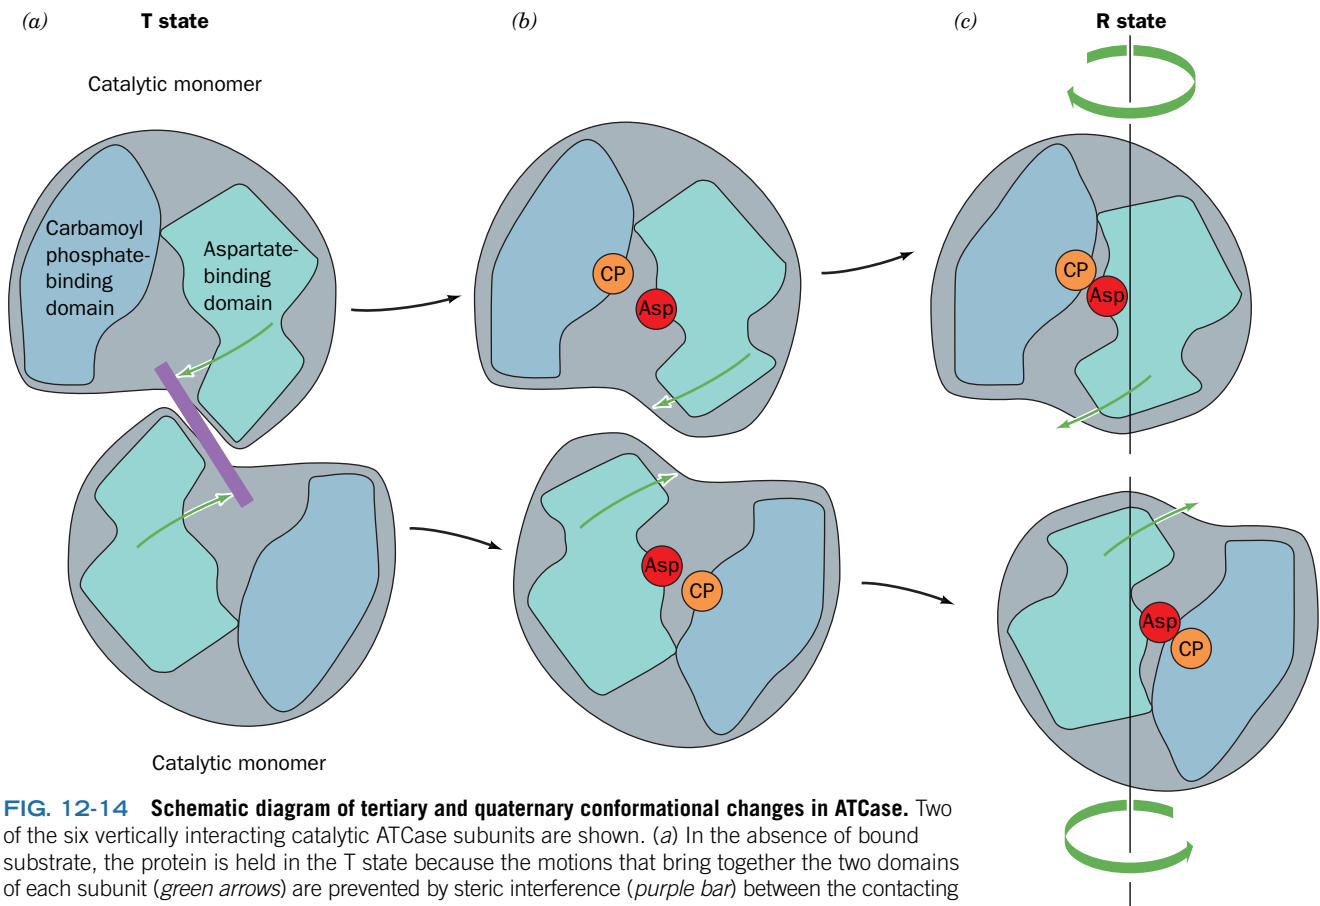 (a) T state
(b)
(c) R state
Catalytic monomer
Carbamoyl
phosphate-
binding
domain
Aspartate-
binding
domain
CP
Asp
CP
Asp
Asp
CP
Asp
CP
Catalytic monomer
FIG. 12-14 Schematic diagram of tertiary and quaternary conformational changes in ATCase. Two
of the six vertically interacting catalytic ATCase subunits are shown. (a) In the absence of bound
substrate, the protein is held in the T state because the motions that bring together the two domains
of each subunit (green arrows) are prevented by steric interference (purple bar) between the contacting